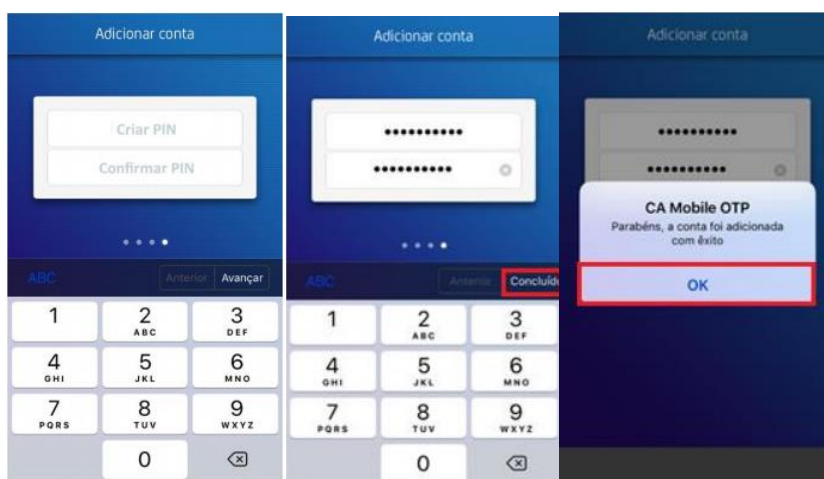 Adicionar conta
Criar PIN
Confirmar PIN
ABC
Anterior
Avançar
1
2
ABC
3
DEF
4
GHI
5
JKL
6
MNO
7
PQRS
8
TUV
9
WXYZ
0
Adicionar conta
••••••••••
••••••••••
ABC
Anterior
Concluído
1
2
ABC
3
DEF
4
GHI
5
JKL
6
MNO
7
PQRS
8
TUV
9
WXYZ
0
Adicionar conta
••••••••••
••••••••••
CA Mobile OTP
Parabéns, a conta foi adicionada
com êxito
OK